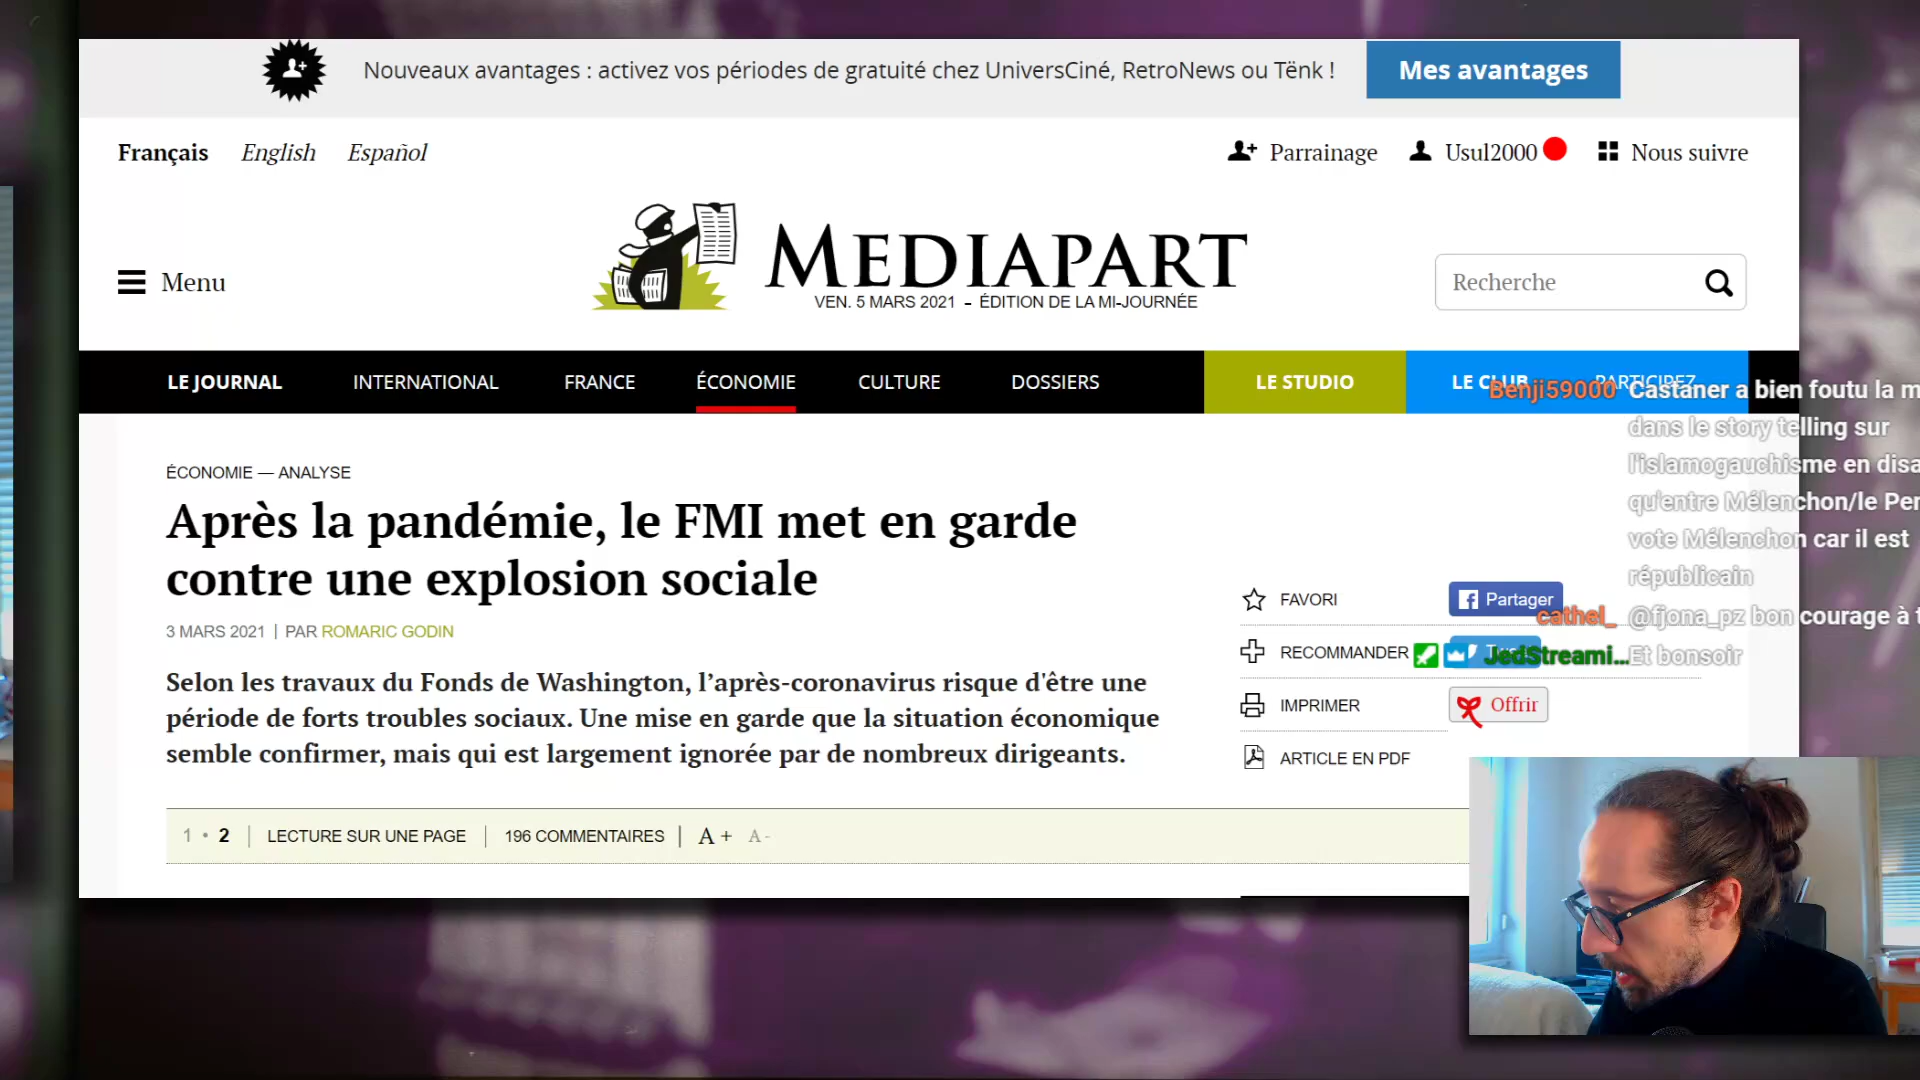 Nouveaux avantages : activez vos périodes de gratuité chez UniversCiné, RetroNews ou Tënk !
Mes avantages
Français English Español
Parrainage Usul2000 Nous suivre
Menu
MEDIAPART
VEN. 5 MARS 2021 – ÉDITION DE LA MI-JOURNÉE
Recherche
LE JOURNAL INTERNATIONAL FRANCE ÉCONOMIE CULTURE DOSSIERS LE STUDIO LE CLUB PARTICIPEZ
Benji59000 Castaner a bien foutu la
dans le story telling sur
l'islamogauchisme en
qu'entre Mélenchon/le
vote Mélenchon car il est
républicain
cathel_ @fjona_pz bon courage à
JedStreami... Et bonsoir
ÉCONOMIE — ANALYSE
Après la pandémie, le FMI met en garde
contre une explosion sociale
3 MARS 2021 | PAR ROMARIC GODIN
Selon les travaux du Fonds de Washington, l’après-coronavirus risque d'être une
période de forts troubles sociaux. Une mise en garde que la situation économique
semble confirmer, mais qui est largement ignorée par de nombreux dirigeants.
FAVORI Partager
RECOMMANDER
IMPRIMER Offrir
ARTICLE EN PDF
1 • 2 | LECTURE SUR UNE PAGE | 196 COMMENTAIRES | A + A -